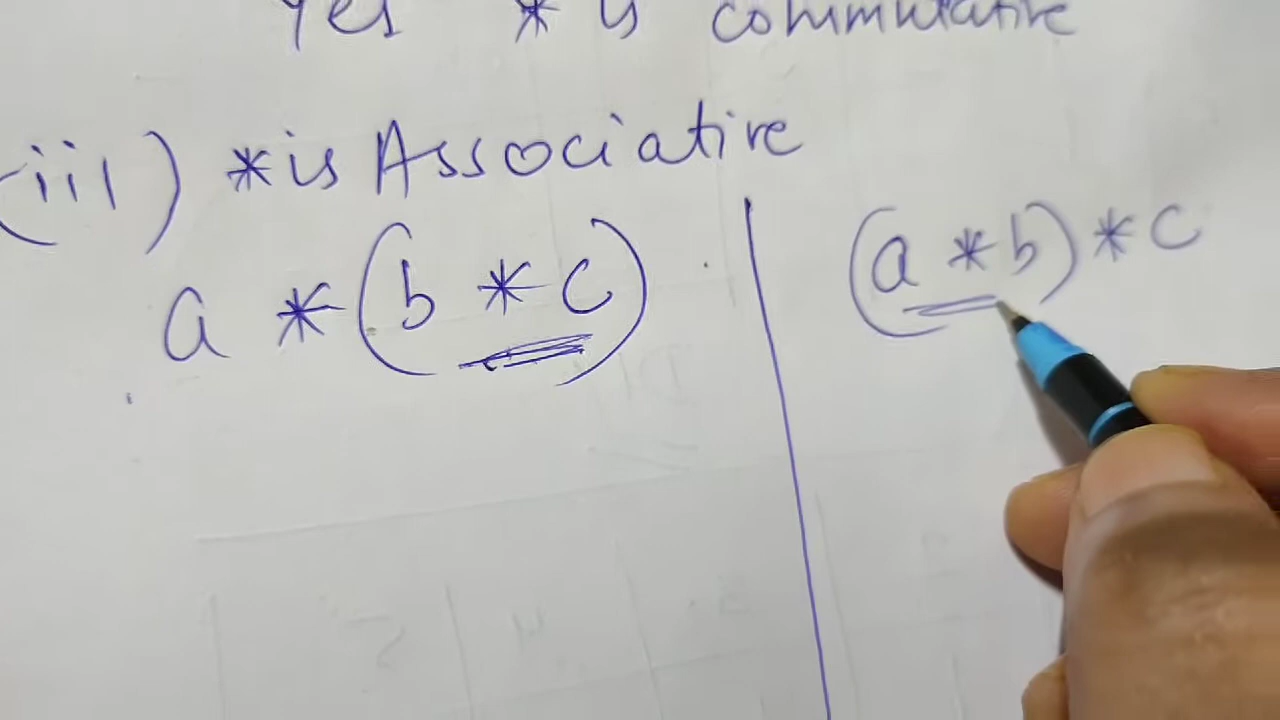 Yes * is commutative
(iii) * is Associative
a * (b * c)
(a * b) * c